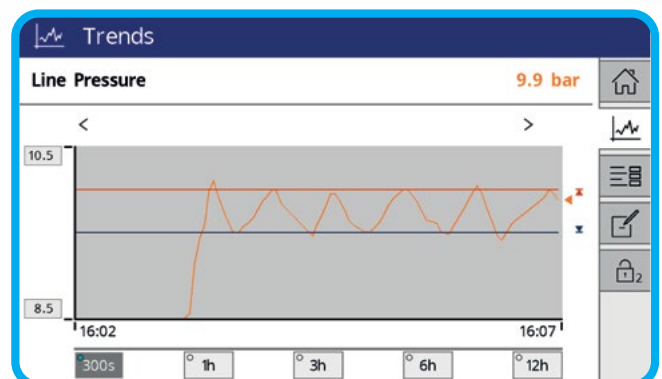 Trends
Line Pressure 9.9 bar
< >
10.5
8.5
16:02 16:07
300s 1h 3h 6h 12h
2